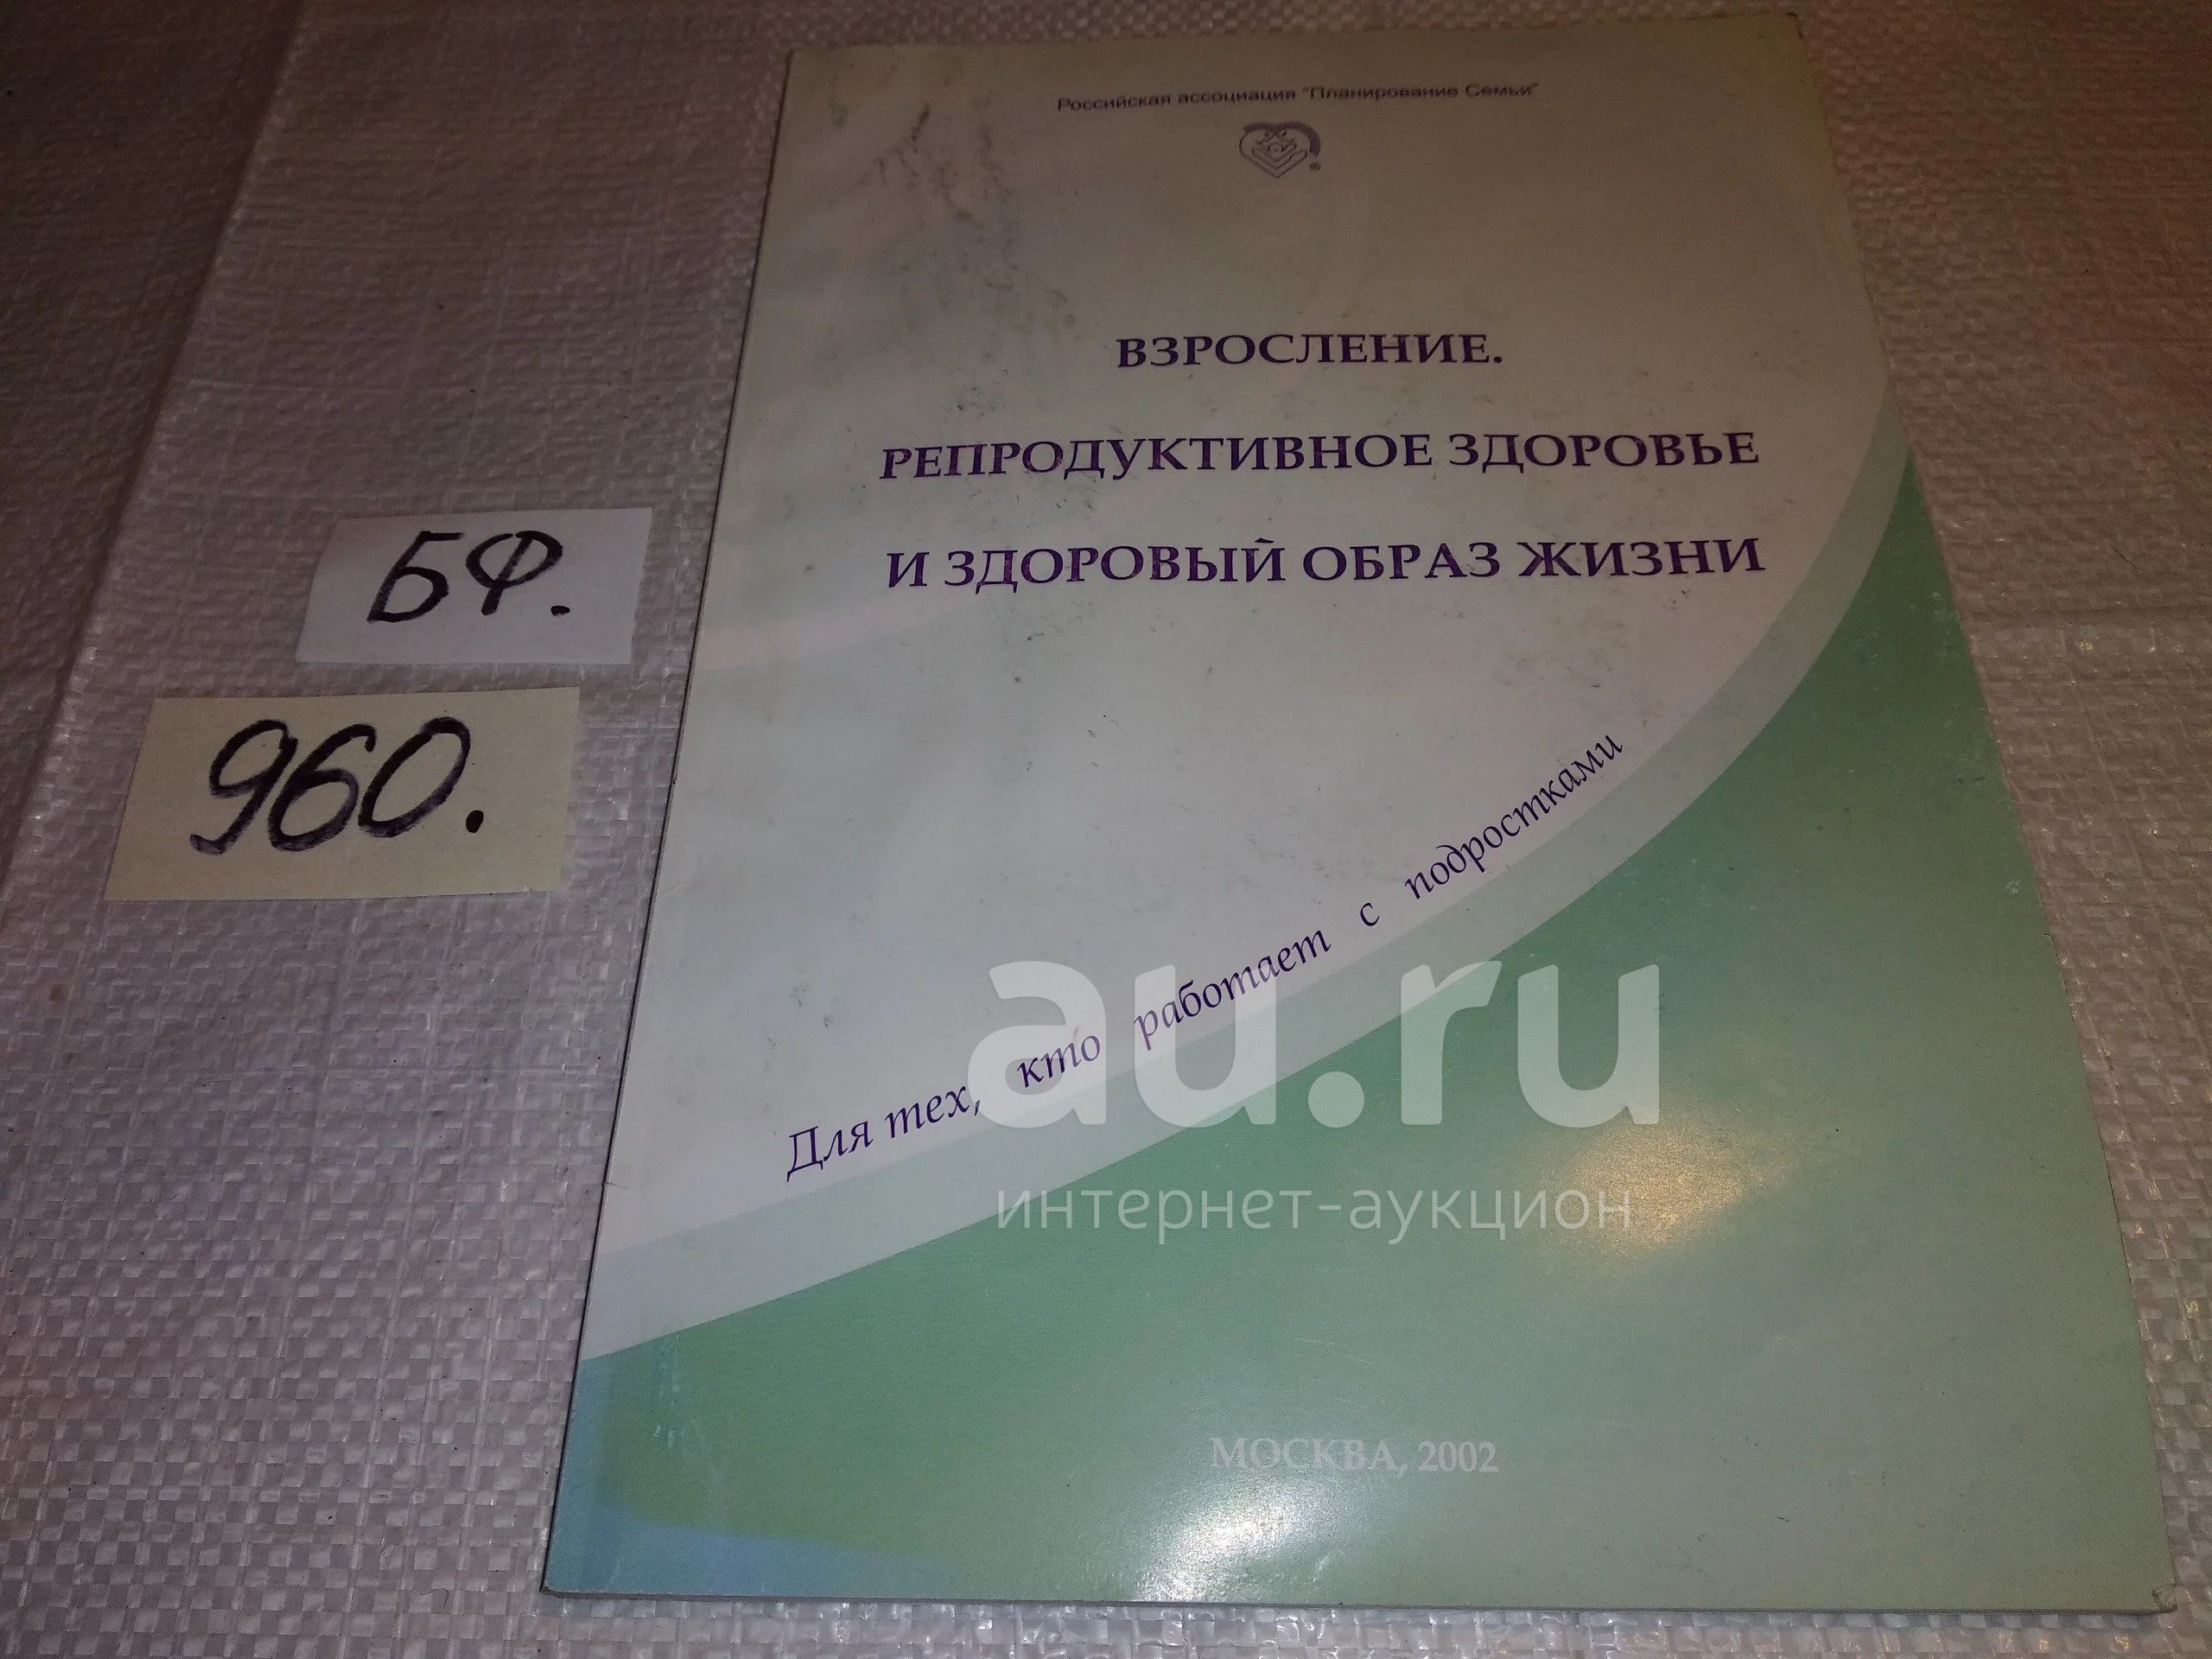 Российская ассоциация "Планирование Семьи"
®
ВЗРОСЛЕНИЕ.
РЕПРОДУКТИВНОЕ ЗДОРОВЬЕ
И ЗДОРОВЫЙ ОБРАЗ ЖИЗНИ
БФ.
960.
Для тех, кто работает с подростками
au.ru
интернет-аукцион
МОСКВА, 2002